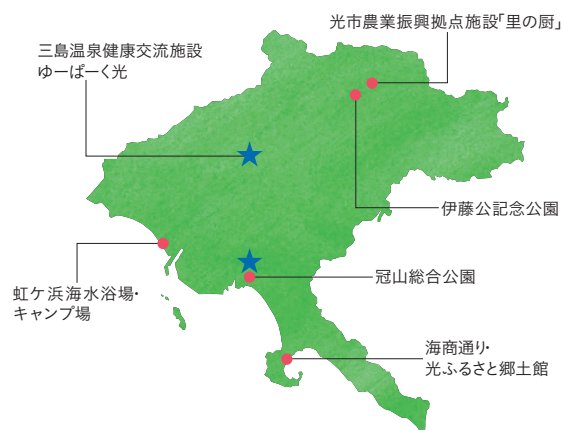 光市農業振興拠点施設「里の厨」
三島温泉健康交流施設
ゆーぱーく光
伊藤公記念公園
冠山総合公園
虹ケ浜海水浴場・
キャンプ場
海商通り・
光ふるさと郷土館